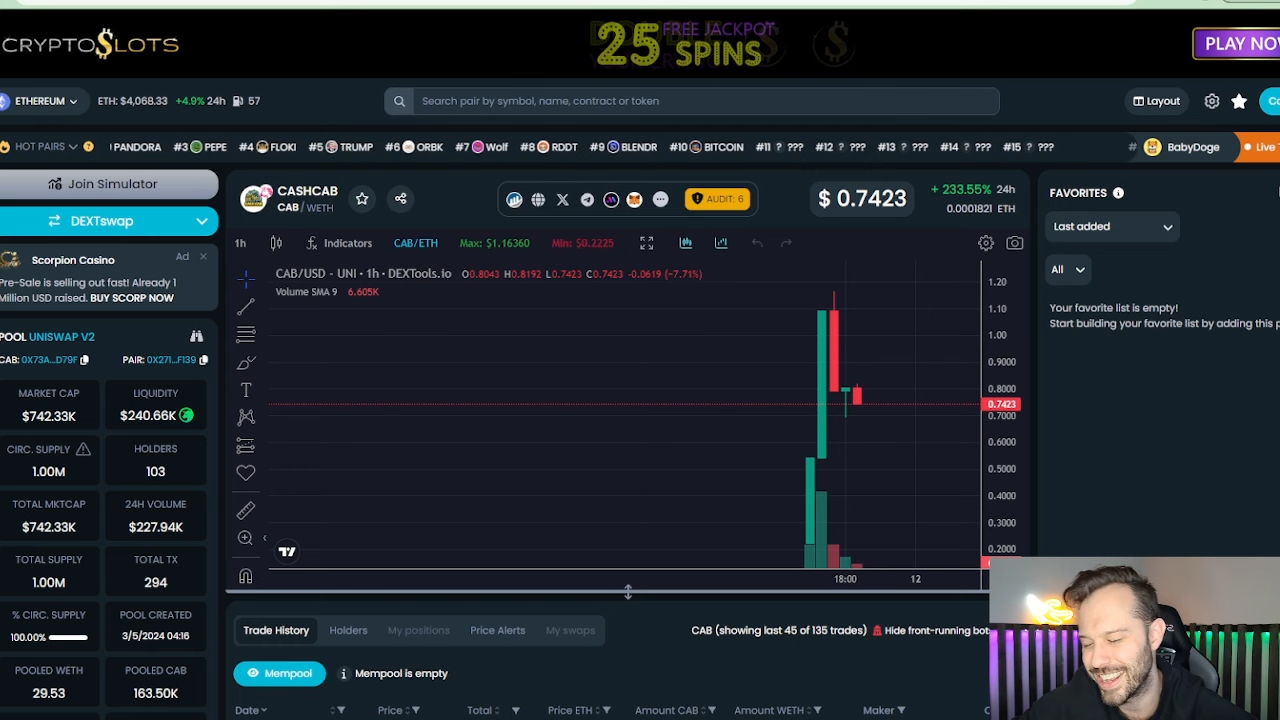 CRYPTO$LOTS
25 FREE JACKPOT SPINS
PLAY NO
ETHEREUM
ETH: $4,068.33 +4.9% 24h 57
Search pair by symbol, name, contract or token
Layout
Co
HOT PAIRS
PANDORA #3 PEPE #4 FLOKI #5 TRUMP #6 ORBK #7 Wolf #8 RDDT #9 BLENDR #10 BITCOIN #11 ? ??? #12 ? ??? #13 ? ??? #14 ? ??? #15 ? ???
# BabyDoge
Live
Join Simulator
DEXTswap
Scorpion Casino
Ad
Pre-Sale is selling out fast! Already 1
Million USD raised. BUY SCORP NOW
POOL UNISWAP V2
CAB: 0X73A...D79F PAIR: 0X271...F139
MARKET CAP
$742.33K
LIQUIDITY
$240.66K
CIRC. SUPPLY
1.00M
HOLDERS
103
TOTAL MKTCAP
$742.33K
24H VOLUME
$227.94K
TOTAL SUPPLY
1.00M
TOTAL TX
294
% CIRC. SUPPLY
100.00%
POOL CREATED
3/5/2024 04:16
POOLED WETH
29.53
POOLED CAB
163.50K
CASHCAB
CAB / WETH
AUDIT: 6
$ 0.7423
+ 233.55% 24h
0.0001821 ETH
1h
Indicators
CAB/ETH
Max: $1.16360
Min: $0.2225
CAB/USD - UNI · 1h · DEXTools.io O0.8043 H0.8192 L0.7423 C0.7423 -0.0619 (-7.71%)
Volume SMA 9 6.605K
1.20
1.10
1.00
0.9000
0.8000
0.7423
0.7000
0.6000
0.5000
0.4000
0.3000
0.2000
18:00
12
FAVORITES
Last added
All
Your favorite list is empty!
Start building your favorite list by adding this
Trade History
Holders
My positions
Price Alerts
My swaps
CAB (showing last 45 of 135 trades)
Hide front-running bot
Mempool
Mempool is empty
Date
Price
Total
Price ETH
Amount CAB
Amount WETH
Maker